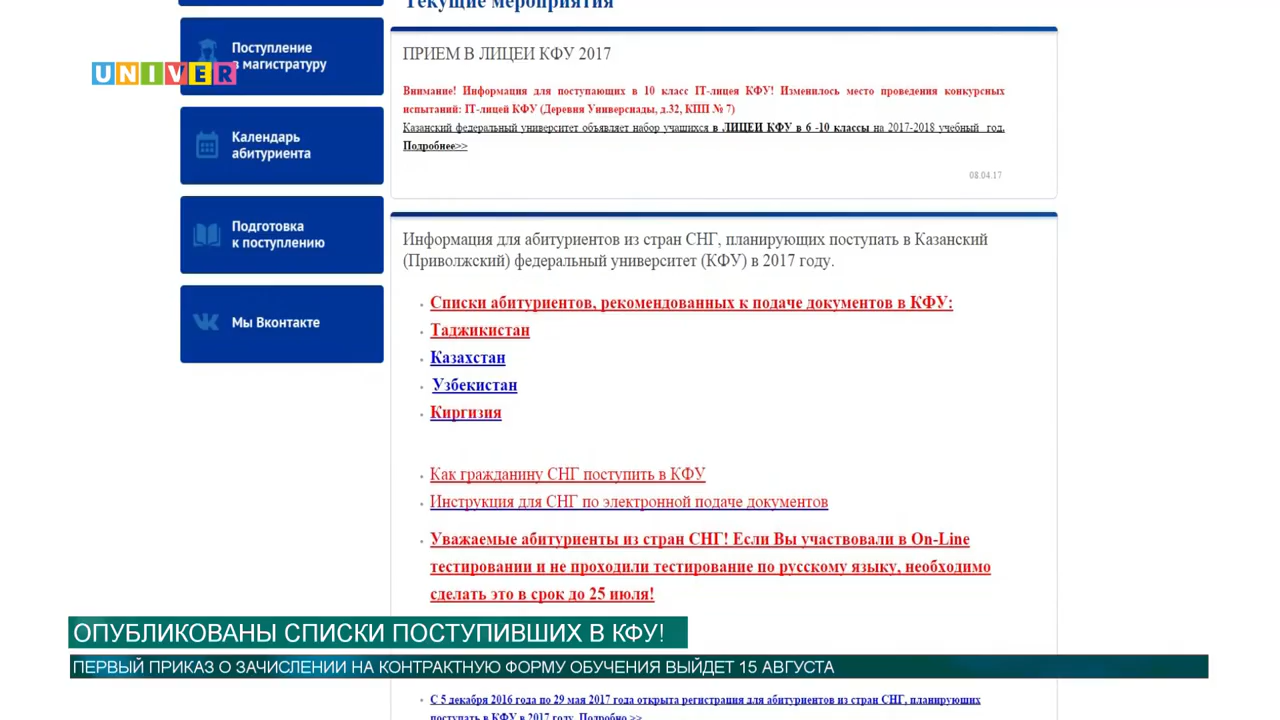 Текущие мероприятия
Поступление
в магистратуру
UNIVER
Календарь
абитуриента
Подготовка
к поступлению
Мы Вконтакте
ПРИЕМ В ЛИЦЕИ КФУ 2017
Внимание! Информация для поступающих в 10 класс IT-лицея КФУ! Изменилось место проведения конкурсных
испытаний: IT-лицей КФУ (Деревня Универсиады, д.32, КПП № 7)
Казанский федеральный университет объявляет набор учащихся в ЛИЦЕИ КФУ в 6 -10 классы на 2017-2018 учебный год.
Подробнее>>
08.04.17
Информация для абитуриентов из стран СНГ, планирующих поступать в Казанский
(Приволжский) федеральный университет (КФУ) в 2017 году.
Списки абитуриентов, рекомендованных к подаче документов в КФУ:
Таджикистан
Казахстан
Узбекистан
Киргизия
Как гражданину СНГ поступить в КФУ
Инструкция для СНГ по электронной подаче документов
Уважаемые абитуриенты из стран СНГ! Если Вы участвовали в On-Line
тестировании и не проходили тестирование по русскому языку, необходимо
сделать это в срок до 25 июля!
ОПУБЛИКОВАНЫ СПИСКИ ПОСТУПИВШИХ В КФУ!
ПЕРВЫЙ ПРИКАЗ О ЗАЧИСЛЕНИИ НА КОНТРАКТНУЮ ФОРМУ ОБУЧЕНИЯ ВЫЙДЕТ 15 АВГУСТА
С 5 декабря 2016 года по 29 мая 2017 года открыта регистрация для абитуриентов из стран СНГ, планирующих
поступать в КФУ в 2017 году. Подробно >>